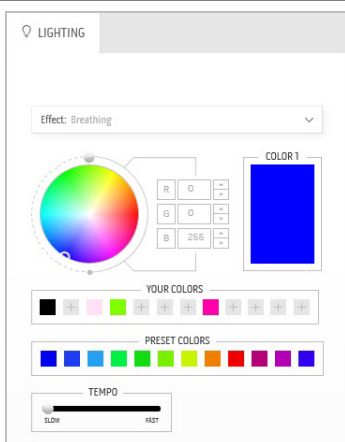 LIGHTING
Effect: Breathing
COLOR 1
R 0
G 0
B 255
YOUR COLORS
PRESET COLORS
TEMPO
SLOW FAST